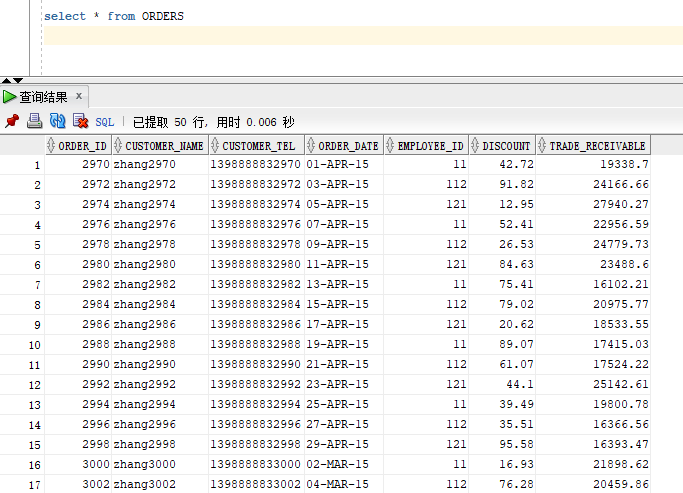 select * from ORDERS
查询结果 ×
SQL | 已提取 50 行, 用时 0.006 秒
ORDER_ID CUSTOMER_NAME CUSTOMER_TEL ORDER_DATE EMPLOYEE_ID DISCOUNT TRADE_RECEIVABLE
1 2970 zhang2970 1398888832970 01-APR-15 11 42.72 19338.7
2 2972 zhang2972 1398888832972 03-APR-15 112 91.82 24166.66
3 2974 zhang2974 1398888832974 05-APR-15 121 12.95 27940.27
4 2976 zhang2976 1398888832976 07-APR-15 11 52.41 22956.59
5 2978 zhang2978 1398888832978 09-APR-15 112 26.53 24779.73
6 2980 zhang2980 1398888832980 11-APR-15 121 84.63 23488.6
7 2982 zhang2982 1398888832982 13-APR-15 11 75.41 16102.21
8 2984 zhang2984 1398888832984 15-APR-15 112 79.02 20975.77
9 2986 zhang2986 1398888832986 17-APR-15 121 20.62 18533.55
10 2988 zhang2988 1398888832988 19-APR-15 11 89.07 17415.03
11 2990 zhang2990 1398888832990 21-APR-15 112 61.07 17524.22
12 2992 zhang2992 1398888832992 23-APR-15 121 44.1 25142.61
13 2994 zhang2994 1398888832994 25-APR-15 11 39.49 19800.78
14 2996 zhang2996 1398888832996 27-APR-15 112 35.51 16366.56
15 2998 zhang2998 1398888832998 29-APR-15 121 95.58 16393.47
16 3000 zhang3000 1398888833000 02-MAR-15 11 16.93 21898.62
17 3002 zhang3002 1398888833002 04-MAR-15 112 76.28 20459.86